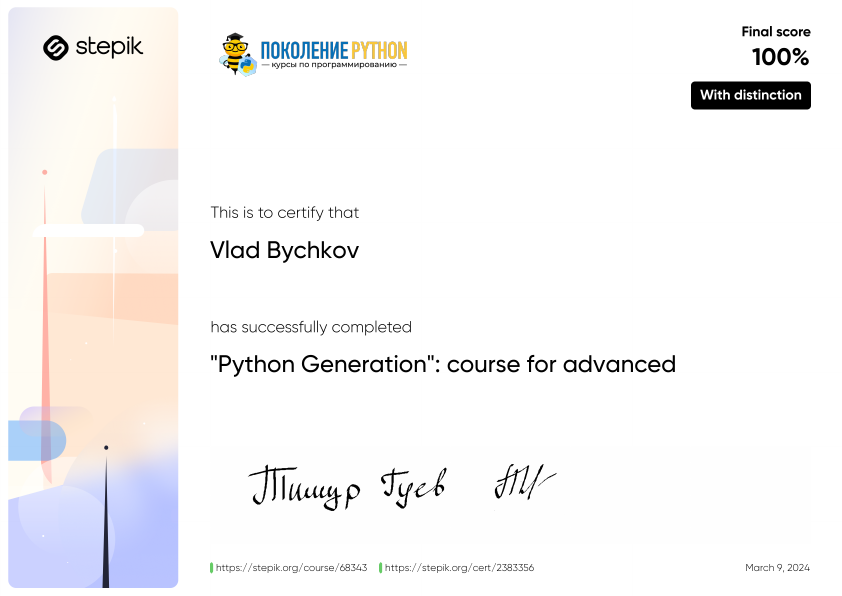 stepik
ПОКОЛЕНИЕ PYTHON
— курсы по программированию —
Final score
100%
With distinction
This is to certify that
Vlad Bychkov
has successfully completed
"Python Generation": course for advanced
Тимур Гуев
https://stepik.org/course/68343 https://stepik.org/cert/2383356
March 9, 2024